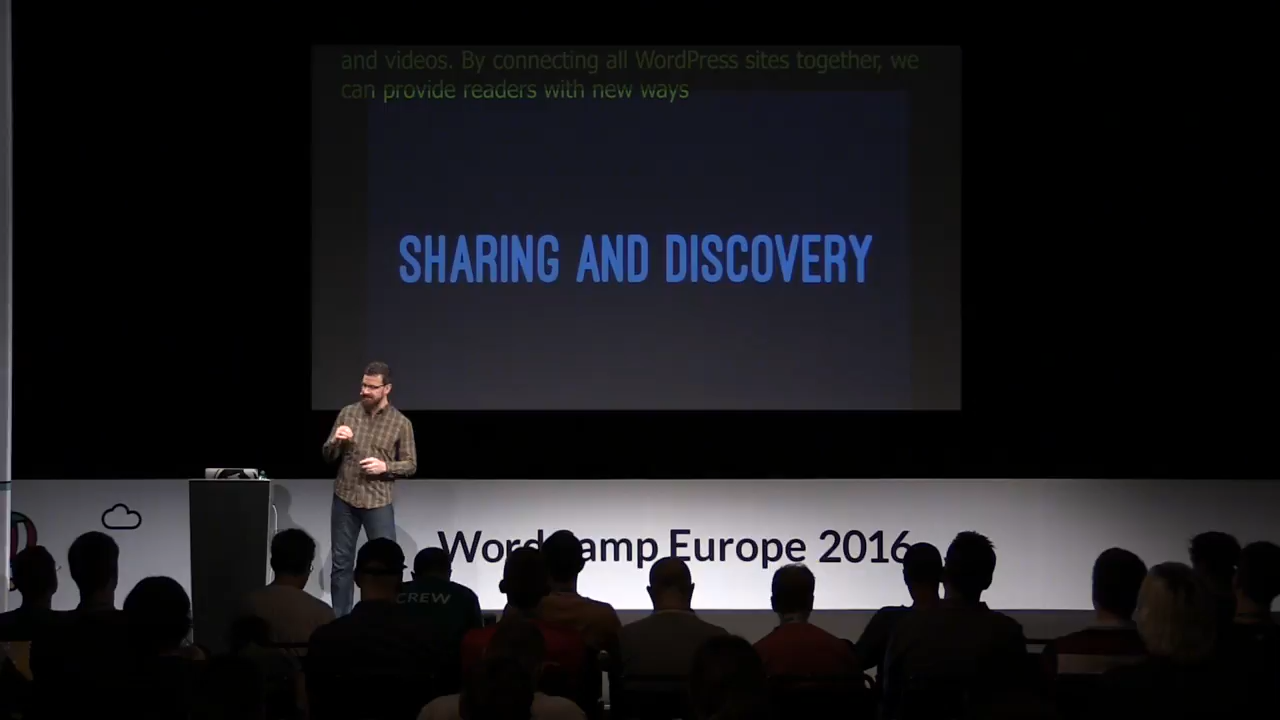 and videos. By connecting all WordPress sites together, we
can provide readers with new ways
SHARING AND DISCOVERY
WordCamp Europe 2016
CREW